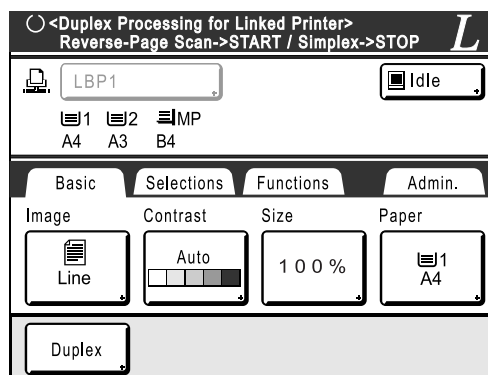 <Duplex Processing for Linked Printer>
Reverse-Page Scan->START / Simplex->STOP
L
LBP1
Idle
1 2 MP
A4 A3 B4
Basic Selections Functions Admin.
Image Contrast Size Paper
Line Auto 100% 1
A4
Duplex